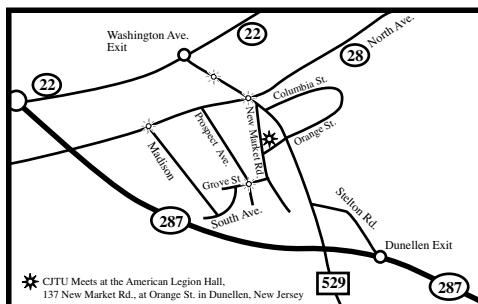 Washington Ave.
Exit
22
28
North Ave.
22
Columbia St.
New Market Rd.
Orange St.
Prospect Ave.
Madison
Grove St
South Ave.
Stelton Rd.
287
Dunellen Exit
529
287
CJTU Meets at the American Legion Hall,
137 New Market Rd., at Orange St. in Dunellen, New Jersey